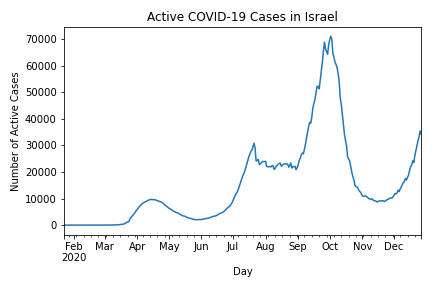 Active COVID-19 Cases in Israel
Number of Active Cases
70000
60000
50000
40000
30000
20000
10000
0
Feb Mar Apr May Jun Jul Aug Sep Oct Nov Dec
2020
Day